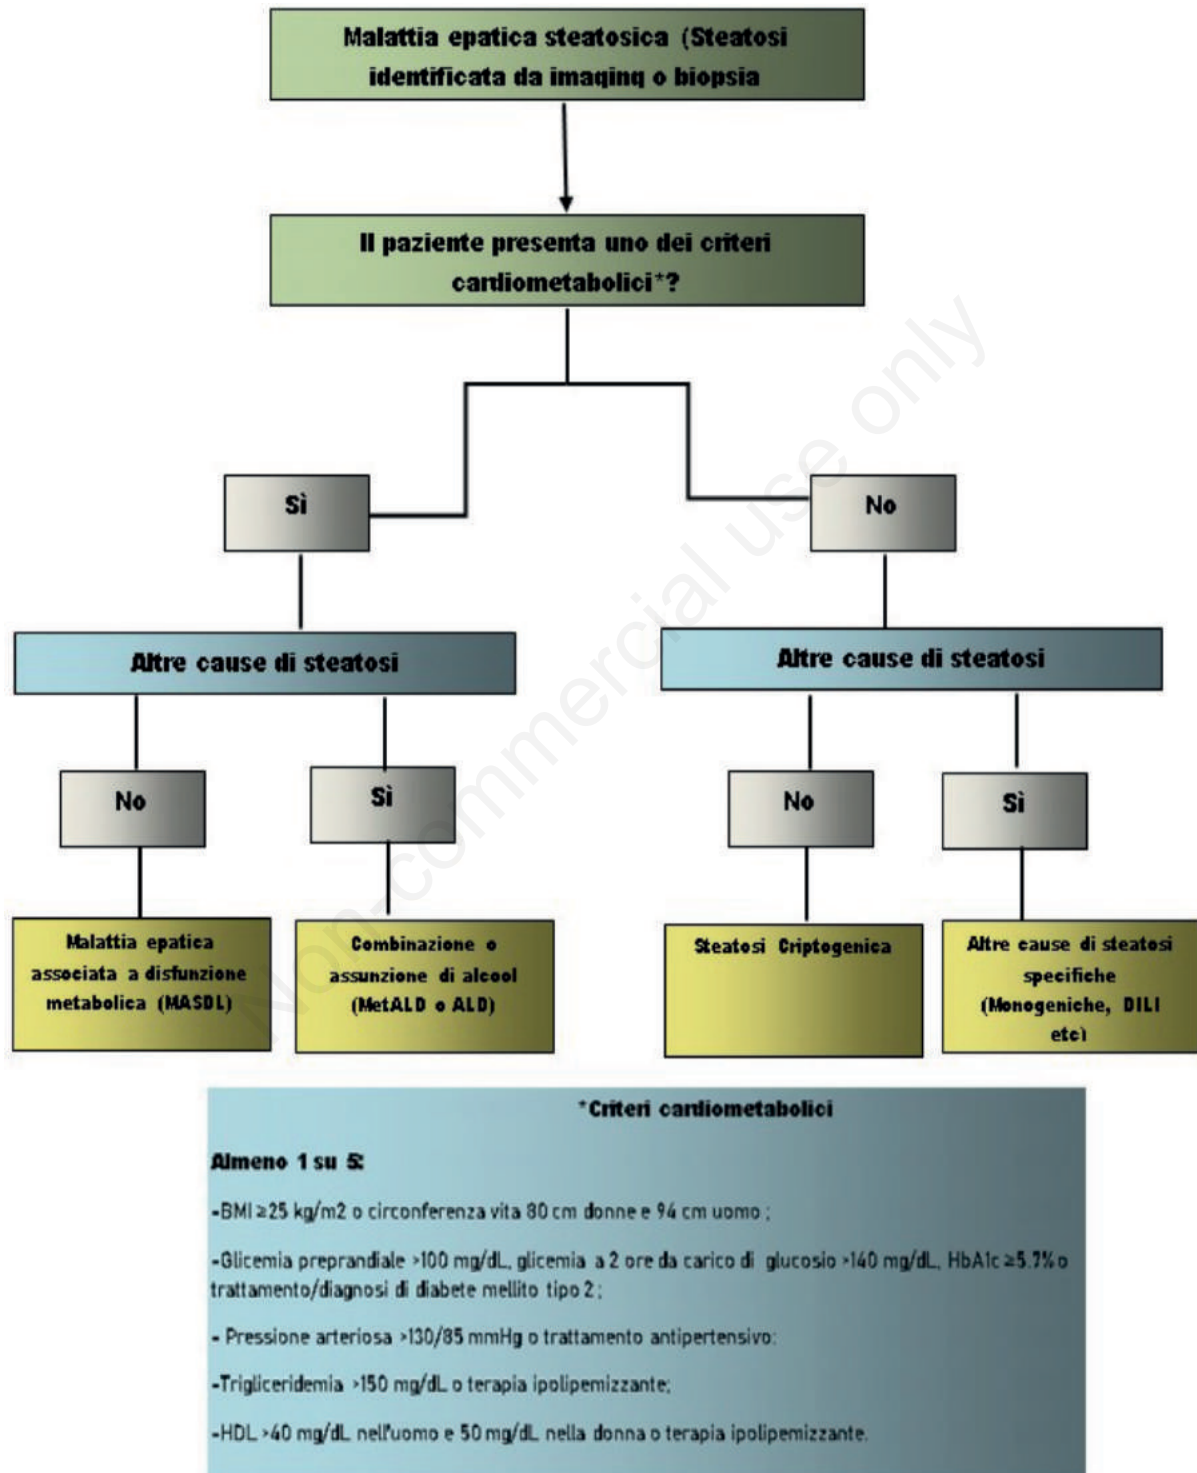 Malattia epatica steatosica (Steatosi
identificata da imaging o biopsia
Il paziente presenta uno dei criteri
cardiometabolici*?
Sì
No
Altre cause di steatosi
Altre cause di steatosi
No
Sì
No
Sì
Malattia epatica
associata a disfunzione
metabolica (MASDL)
Combinazione o
assunzione di alcool
(MetALD o ALD)
Steatosi Criptogenica
Altre cause di steatosi
specifiche
(Monogeniche, DILI
etc)
*Criteri cardiometabolici
Almeno 1 su 5:
-BMI ≥25 kg/m2 o circonferenza vita 80 cm donne e 94 cm uomo ;
-Glicemia preprandiale >100 mg/dL, glicemia a 2 ore da carico di glucosio >140 mg/dL, HbA1c ≥5.7% o
trattamento/diagnosi di diabete mellito tipo 2 ;
- Pressione arteriosa >130/85 mmHg o trattamento antipertensivo;
-Trigliceridemia >150 mg/dL o terapia ipolipemizzante;
-HDL >40 mg/dL nell'uomo e 50 mg/dL nella donna o terapia ipolipemizzante.
Non-commercial use only